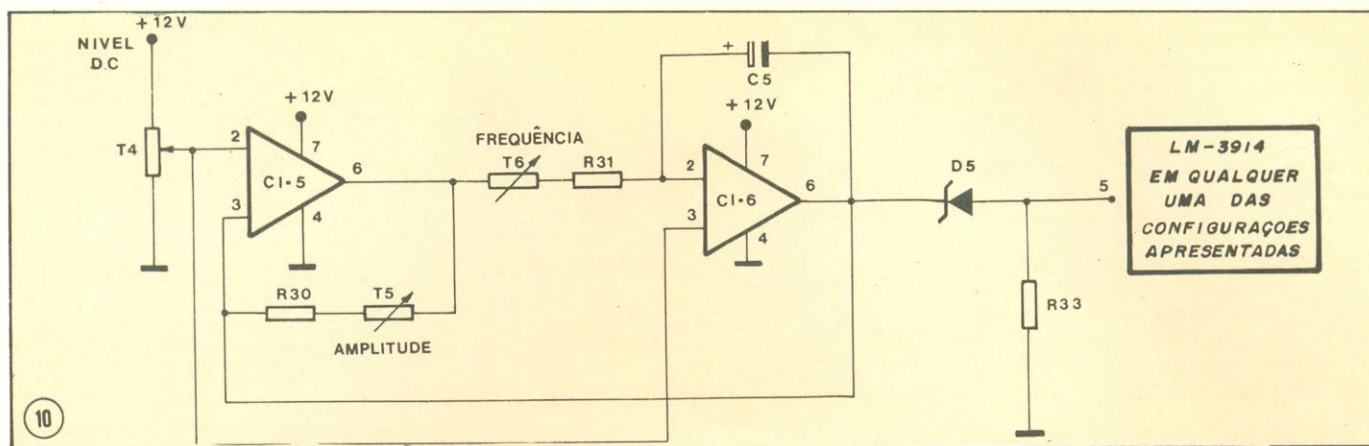 +12V
NIVEL
D.C
T4
2
3
+12V
7
CI-5
6
4
R30
T5
AMPLITUDE
FREQUÊNCIA
T6
R31
+
C5
+12V
2
3
7
CI-6
6
4
D5
5
R33
LM-3914
EM QUALQUER
UMA DAS
CONFIGURAÇOES
APRESENTADAS
10